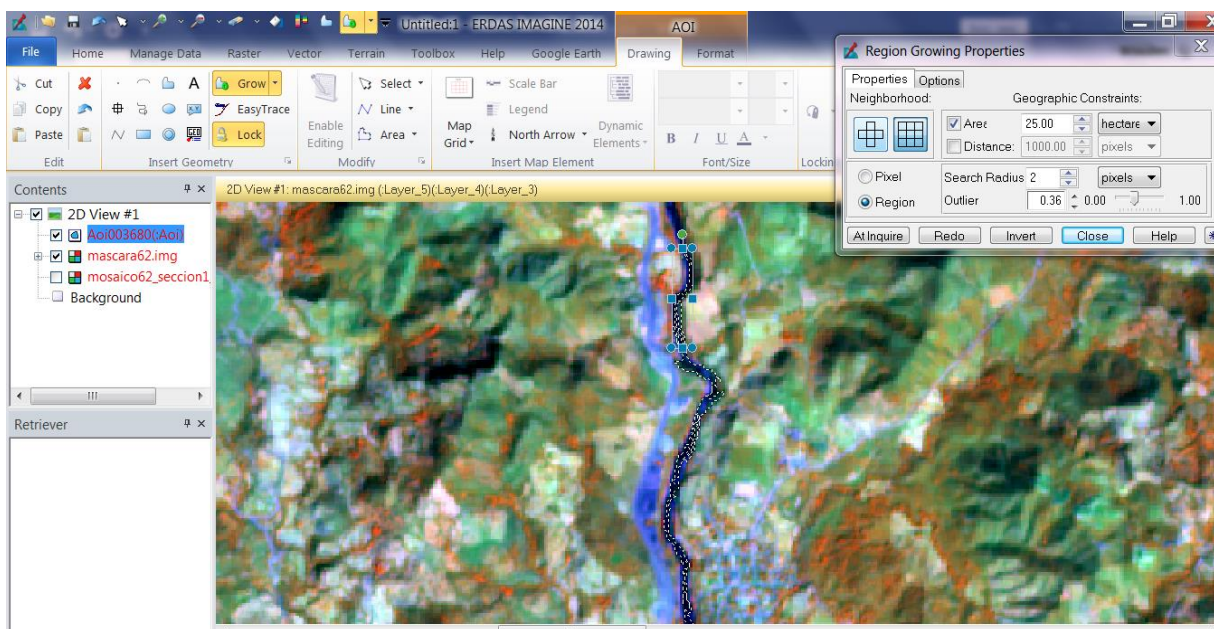 Untitled:1 - ERDAS IMAGINE 2014
AOI
File Home Manage Data Raster Vector Terrain Toolbox Help Google Earth Drawing Format
Cut
Copy
Paste
Edit
A
Grow
EasyTrace
Lock
Insert Geometry
Enable
Editing
Select
Line
Area
Modify
Map
Grid
Scale Bar
Legend
North Arrow
Dynamic
Elements
Insert Map Element
B I U A
Font/Size
Lockin
Region Growing Properties
Properties Options
Neighborhood: Geographic Constraints:
Area 25.00 hectare
Distance: 1000.00 pixels
Pixel Search Radius 2 pixels
Region Outlier 0.36 0.00 1.00
At Inquire Redo Invert Close Help
Contents
2D View #1
Aoi003680(:Aoi)
mascara62.img
mosaico62_seccion1
Background
Retriever
2D View #1: mascara62.img (:Layer_5)(:Layer_4)(:Layer_3)